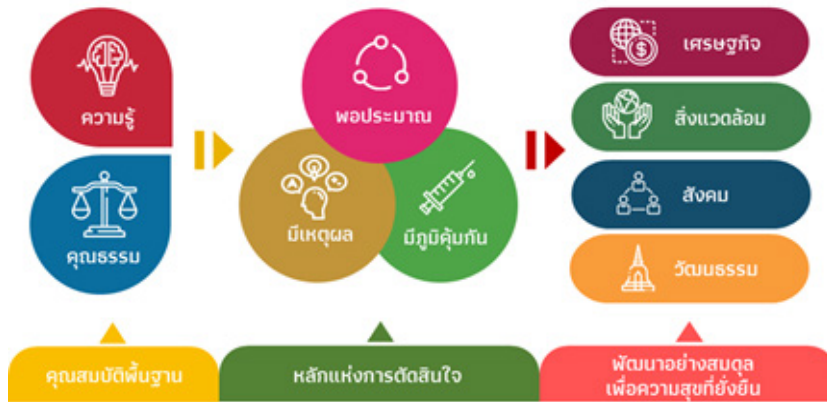 ความรู้
คุณธรรม
พอประมาณ
มีเหตุผล
มีภูมิคุ้มกัน
เศรษฐกิจ
สิ่งแวดล้อม
สังคม
วัฒนธรรม
คุณสมบัติพื้นฐาน
หลักแห่งการตัดสินใจ
พัฒนาอย่างสมดุล
เพื่อความสุขที่ยั่งยืน